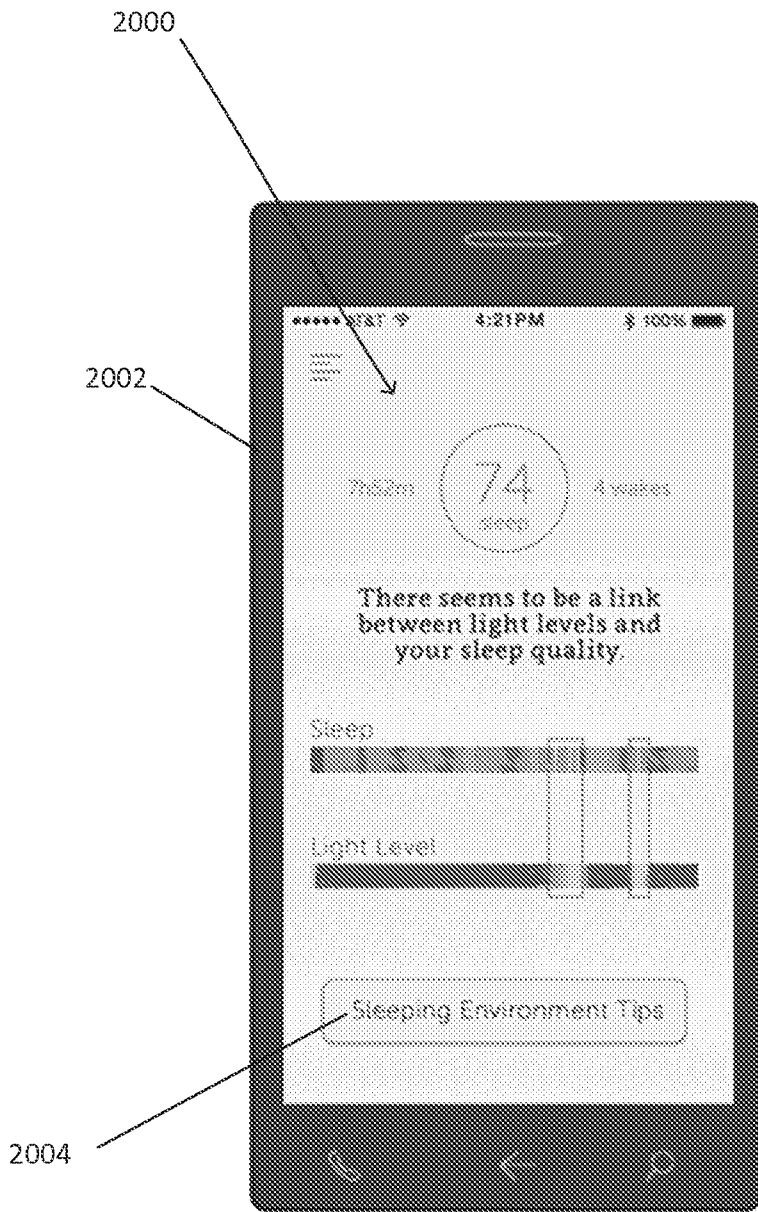 2000
2002
AT&T 4:21PM 100%
7h52m 74 4 wakes
sleep
There seems to be a link
between light levels and
your sleep quality.
Sleep
Light Level
Sleeping Environment Tips
2004